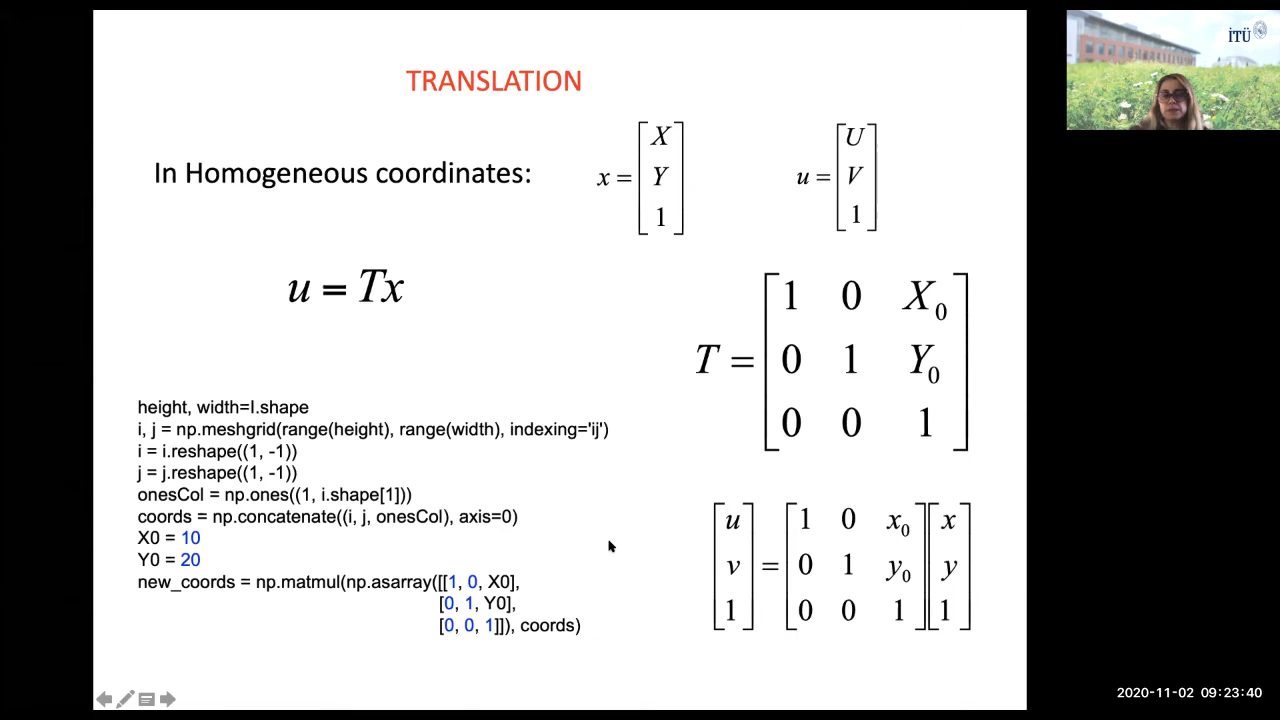 İTÜ
TRANSLATION
In Homogeneous coordinates:
x = [X
Y
1]
u = [U
V
1]
u = Tx
T = [1 0 X₀
0 1 Y₀
0 0 1]
height, width=I.shape
i, j = np.meshgrid(range(height), range(width), indexing='ij')
i = i.reshape((1, -1))
j = j.reshape((1, -1))
onesCol = np.ones((1, i.shape[1]))
coords = np.concatenate((i, j, onesCol), axis=0)
X0 = 10
Y0 = 20
new_coords = np.matmul(np.asarray([[1, 0, X0],
[0, 1, Y0],
[0, 0, 1]]), coords)
[u] [1 0 x₀] [x]
[v] = [0 1 y₀] [y]
[1] [0 0 1] [1]
2020-11-02 09:23:40